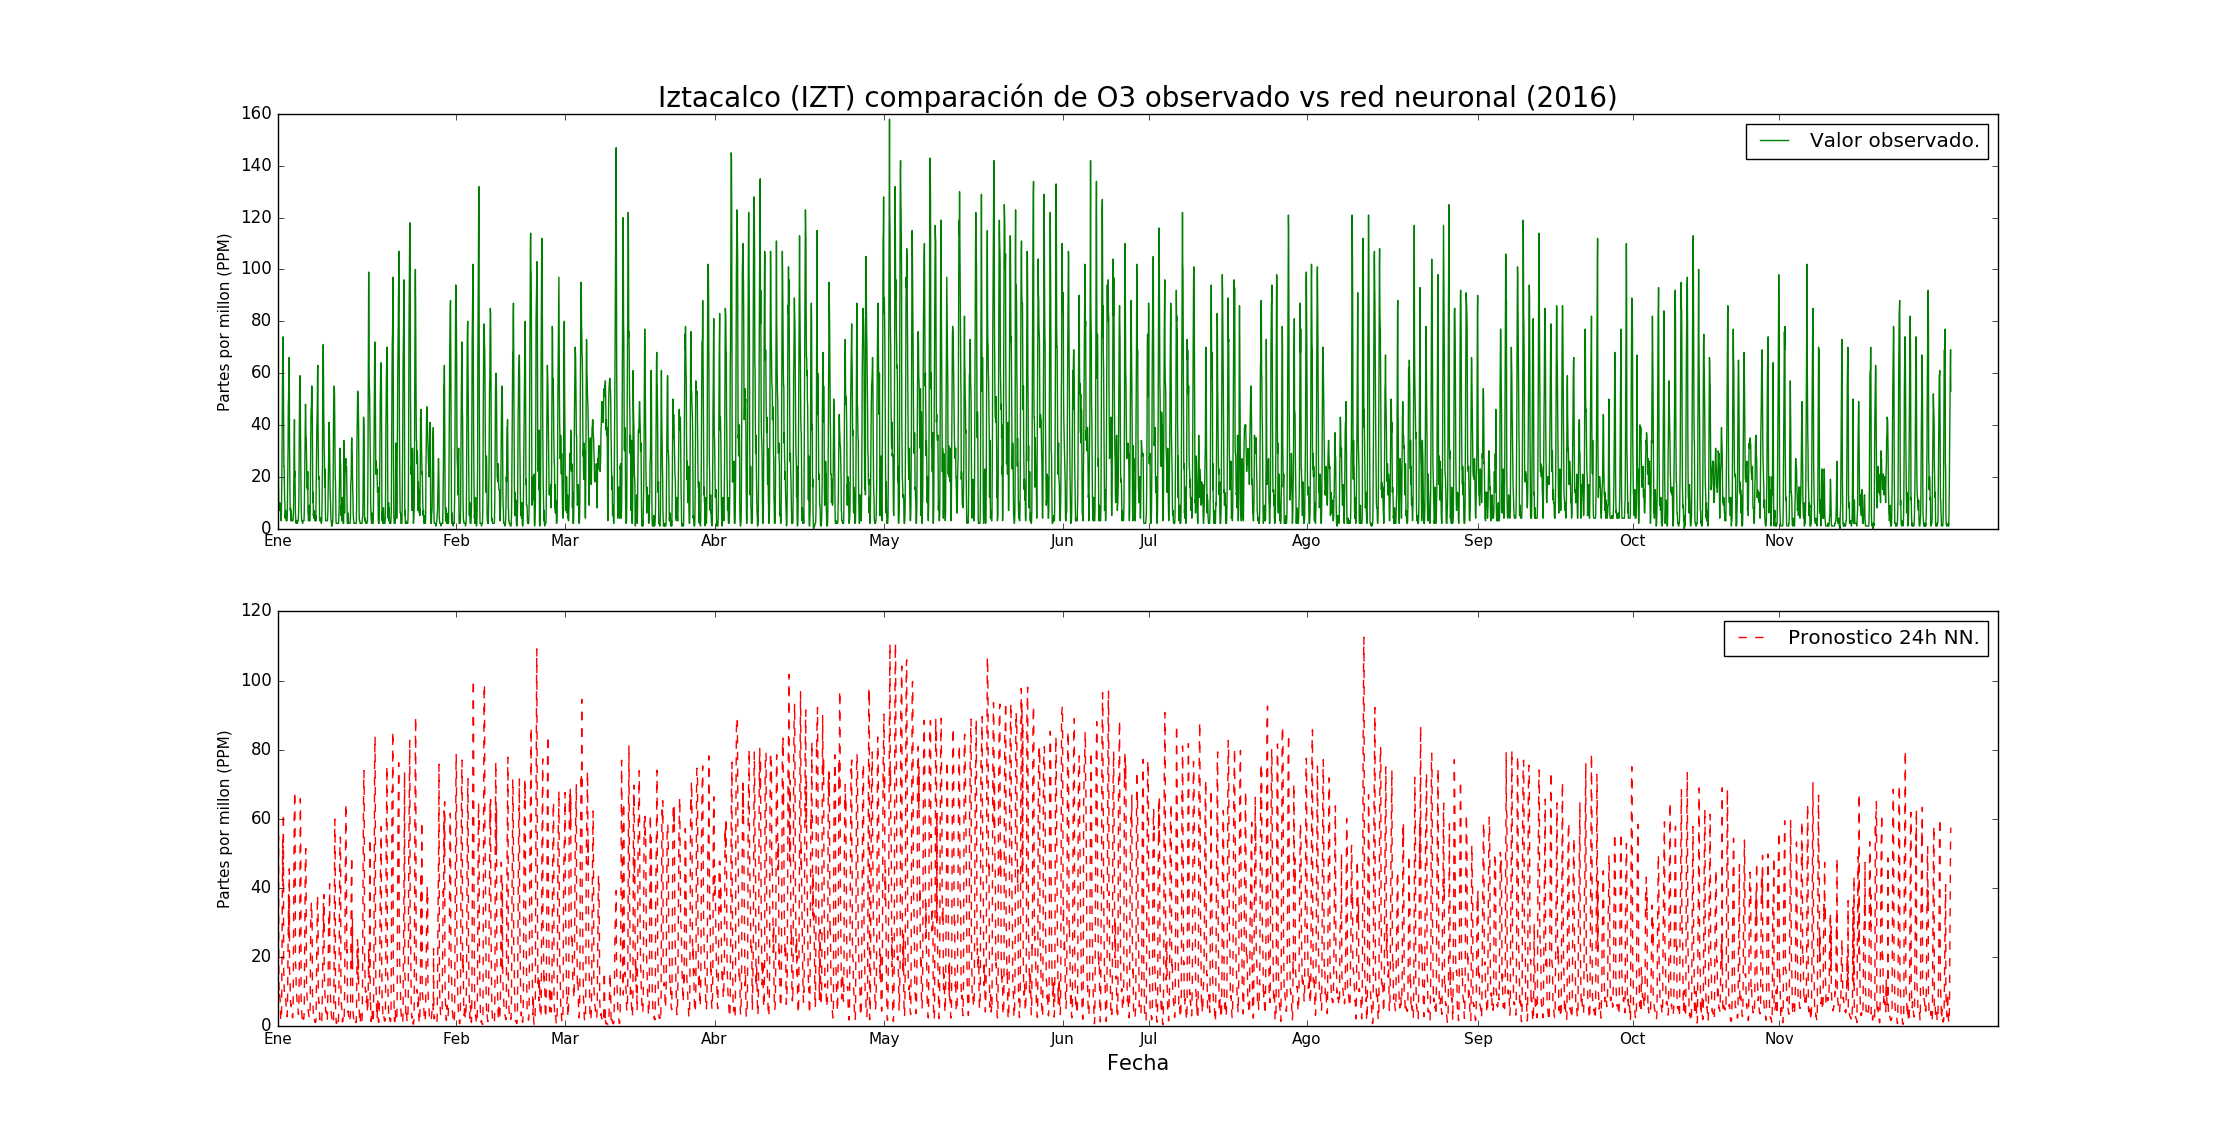 Iztacalco (IZT) comparación de O3 observado vs red neuronal (2016)
160
140
120
100
80
60
40
20
0
Partes por millon (PPM)
Valor observado.
Ene Feb Mar Abr May Jun Jul Ago Sep Oct Nov
120
100
80
60
40
20
0
Partes por millon (PPM)
Pronostico 24h NN.
Ene Feb Mar Abr May Jun Jul Ago Sep Oct Nov
Fecha